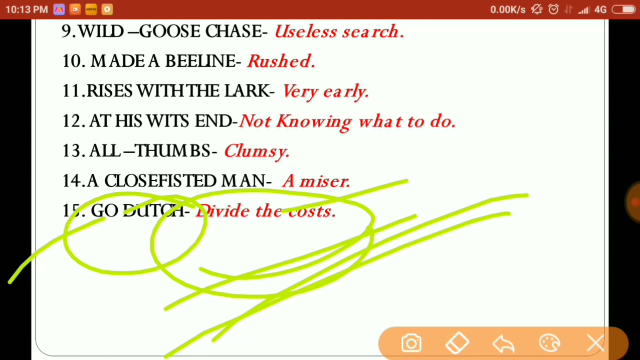 10:13 PM 0.00K/s 4G
9.WILD –GOOSE CHASE- Useless search.
10. MADE A BEELINE- Rushed.
11.RISES WITH THE LARK- Very early.
12. AT HIS WITS END-Not Knowing what to do.
13. ALL –THUMBS- Clumsy.
14.A CLOSEFISTED MAN- A miser.
15. GO DUTCH- Divide the costs.